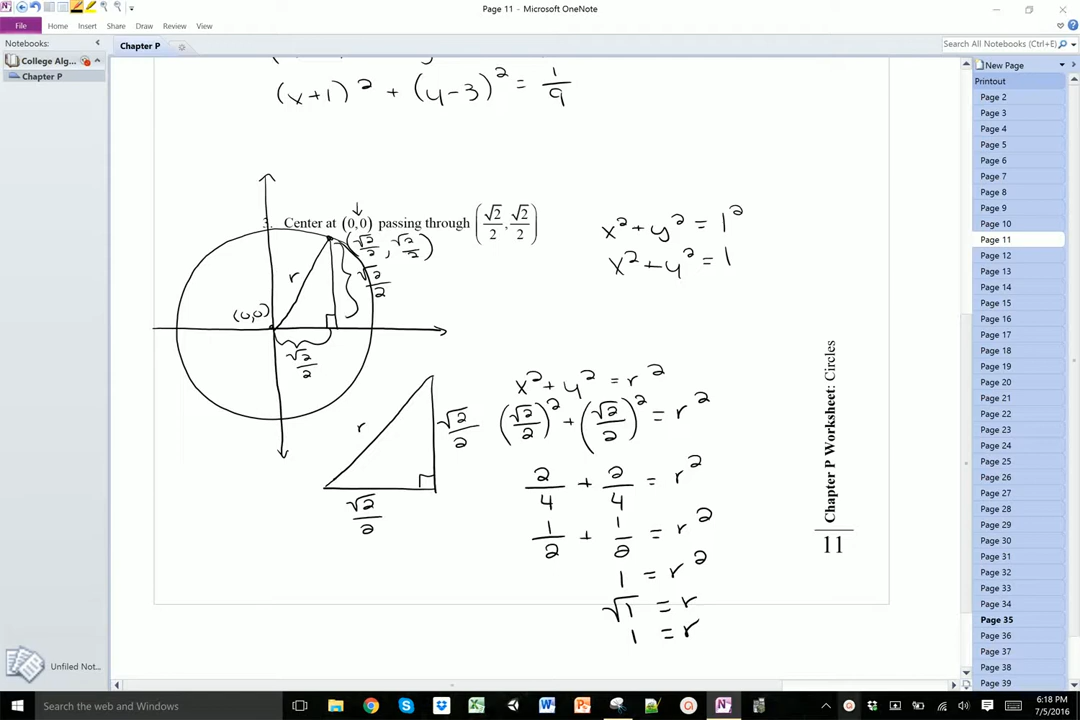 Page 11 - Microsoft OneNote
File Home Insert Share Draw Review View
Notebooks:
Chapter P
Search All Notebooks (Ctrl+E)
College Alg
Chapter P
New Page
Printout
Page 2
Page 3
Page 4
Page 5
Page 6
Page 7
Page 8
Page 9
Page 10
Page 11
Page 12
Page 13
Page 14
Page 15
Page 16
Page 17
Page 18
Page 19
Page 20
Page 21
Page 22
Page 23
Page 24
Page 25
Page 26
Page 27
Page 28
Page 29
Page 30
Page 31
Page 32
Page 33
Page 34
Page 35
Page 36
Page 37
Page 38
Page 39
(x+1)² + (y-3)² = 1/9
3. Center at (0,0) passing through (√2/2, √2/2)
(√2/2, √2/2)
r
√2/2
(0,0)
√2/2
x² + y² = 1²
x² + y² = 1
r
√2/2
√2/2
x² + y² = r²
(√2/2)² + (√2/2)² = r²
2/4 + 2/4 = r²
1/2 + 1/2 = r²
1 = r²
√1 = r
1 = r
Chapter P Worksheet: Circles
11
Unfiled Not...
Search the web and Windows
6:18 PM
7/5/2016